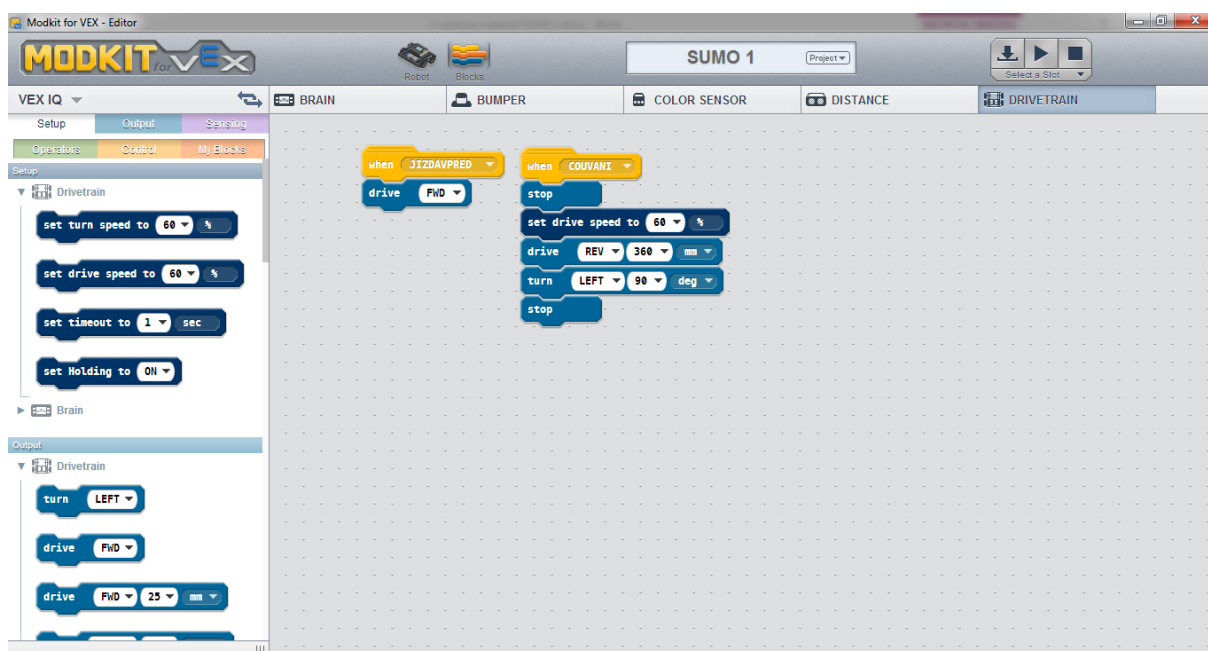 Modkit for VEX - Editor
MODKIT for VEX
Robot
Blocks
SUMO 1
Project
Select a Slot
VEX IQ
BRAIN
BUMPER
COLOR SENSOR
DISTANCE
DRIVETRAIN
Setup Output Sensing
Operators Control My Blocks
Setup
Drivetrain
set turn speed to 60 %
set drive speed to 60 %
set timeout to 1 sec
set Holding to ON
Brain
Output
Drivetrain
turn LEFT
drive FWD
drive FWD 25 mm
when JIZDAVPRED
drive FWD
when COUVANI
stop
set drive speed to 60 %
drive REV 360 mm
turn LEFT 90 deg
stop